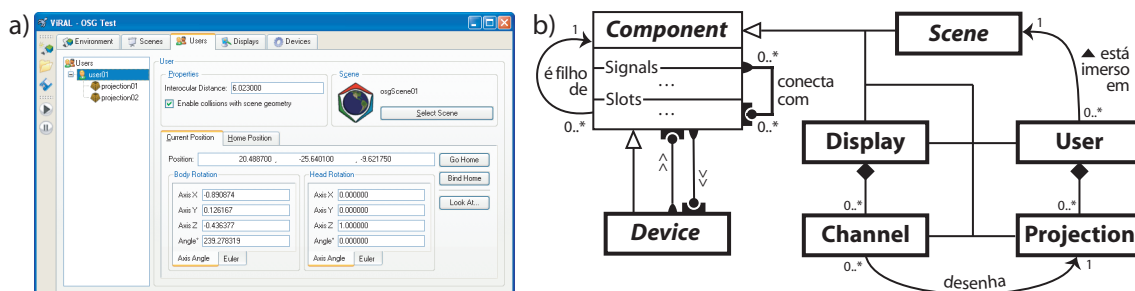 a)
ViRAL - OSG Test
Environment Scenes Users Displays Devices
Users
user01
projection01
projection02
User
Properties
Interocular Distance: 6.023000
Enable collisions with scene geometry
Scene
osgScene01
Select Scene
Current Position Home Position
Position: 20.488700 , -25.640100 , -9.621750
Go Home
Bind Home
Look At...
Body Rotation
Axis X -0.890874
Axis Y 0.126167
Axis Z -0.436377
Angle° 239.278319
Axis Angle Euler
Head Rotation
Axis X 0.000000
Axis Y 0.000000
Axis Z 1.000000
Angle° 0.000000
Axis Angle Euler
b)
Component
Signals
...
Slots
...
1
é filho
de
0..*
0..*
conecta
com
0..*
<<
>>
Device
Scene
1
▲ está
imerso
em
0..*
Display
User
0..*
0..*
Channel
Projection
0..*
desenha
1